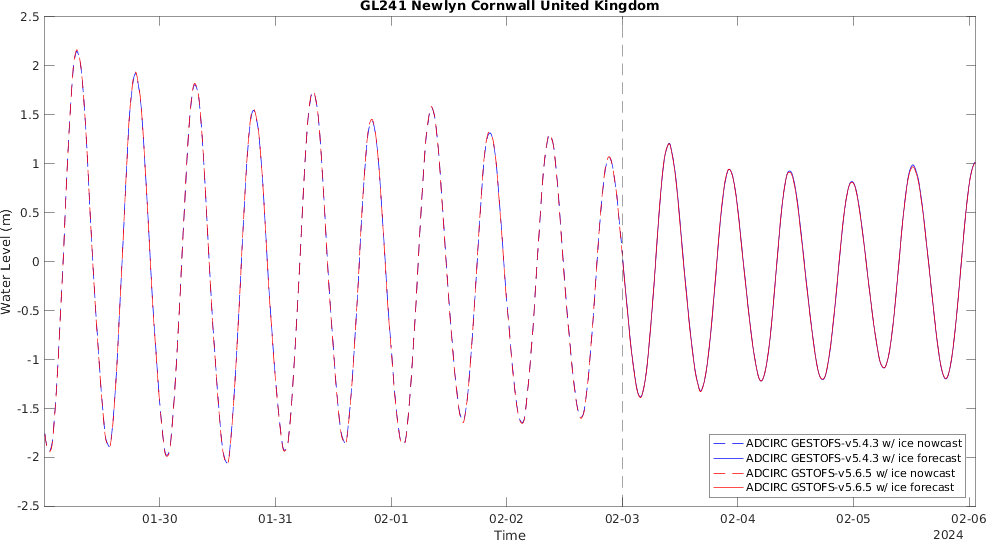 GL241 Newlyn Cornwall United Kingdom
2.5
2
1.5
1
0.5
0
-0.5
-1
-1.5
-2
-2.5
Water Level (m)
ADCIRC GESTOFS-v5.4.3 w/ ice nowcast
ADCIRC GESTOFS-v5.4.3 w/ ice forecast
ADCIRC GSTOFS-v5.6.5 w/ ice nowcast
ADCIRC GSTOFS-v5.6.5 w/ ice forecast
01-30 01-31 02-01 02-02 02-03 02-04 02-05 02-06
Time
2024